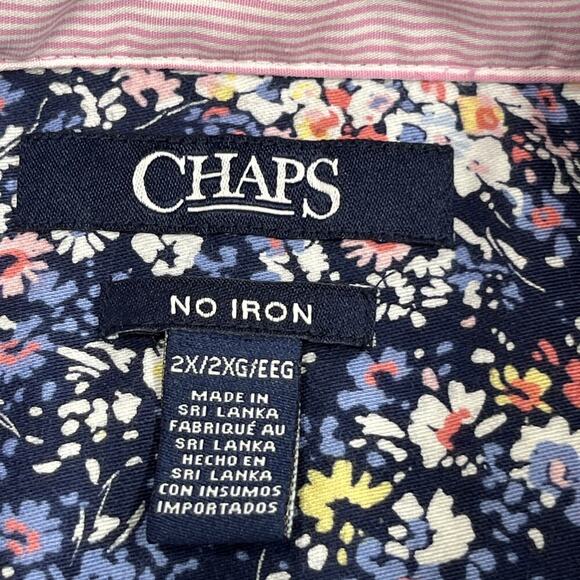 CHAPS
NO IRON
2X/2XG/EEG
MADE IN
SRI LANKA
FABRIQUÉ AU
SRI LANKA
HECHO EN
SRI LANKA
CON INSUMOS
IMPORTADOS